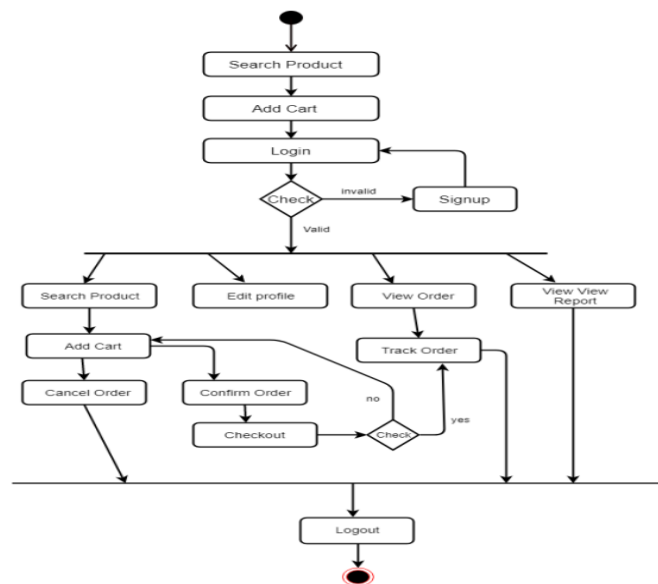 Search Product
Add Cart
Login
Check
invalid
Signup
Valid
Search Product
Edit profile
View Order
View View
Report
Add Cart
Track Order
Cancel Order
Confirm Order
no
Checkout
Check
yes
Logout